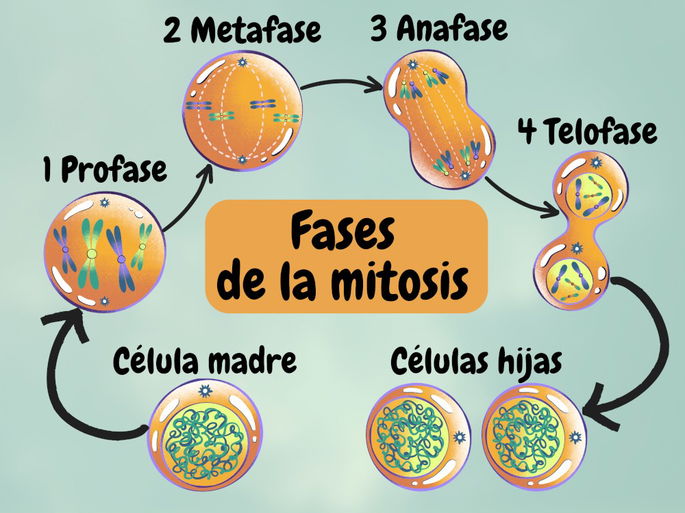 2 Metafase
3 Anafase
4 Telofase
1 Profase
Fases
de la mitosis
Célula madre
Células hijas